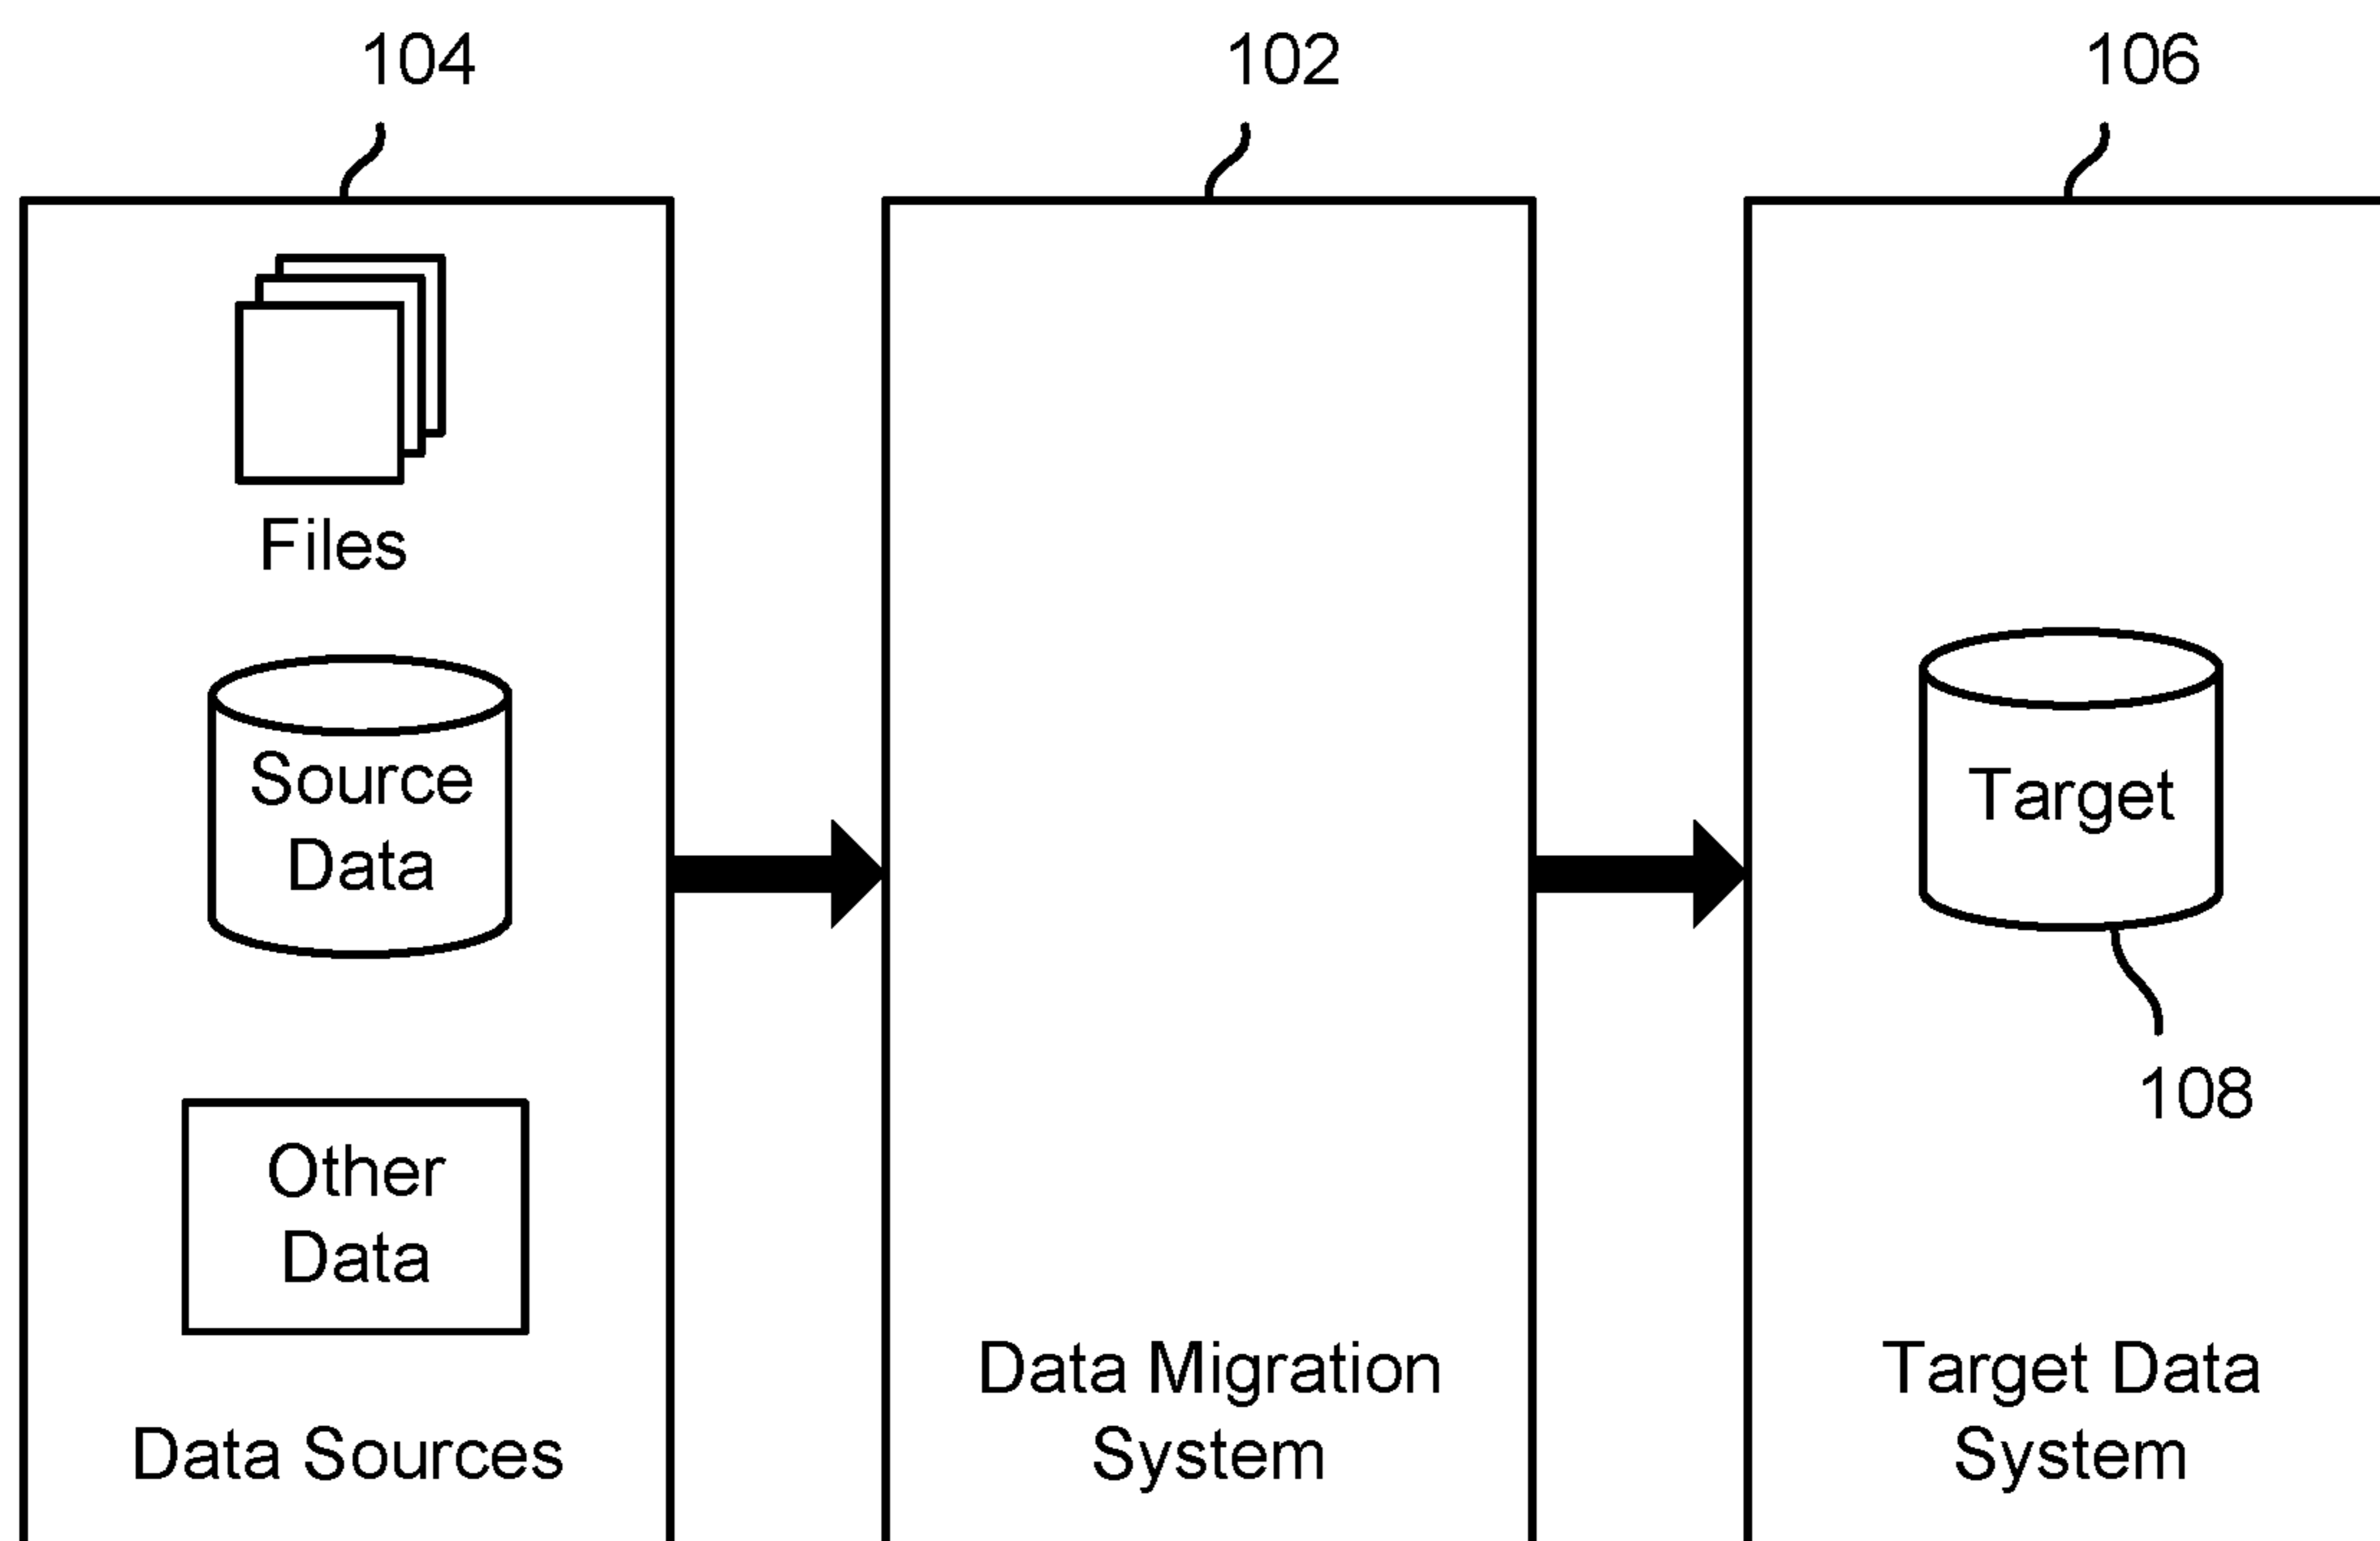 104
102
106
Files
Source
Data
Target
108
Other
Data
Data Sources
Data Migration
System
Target Data
System